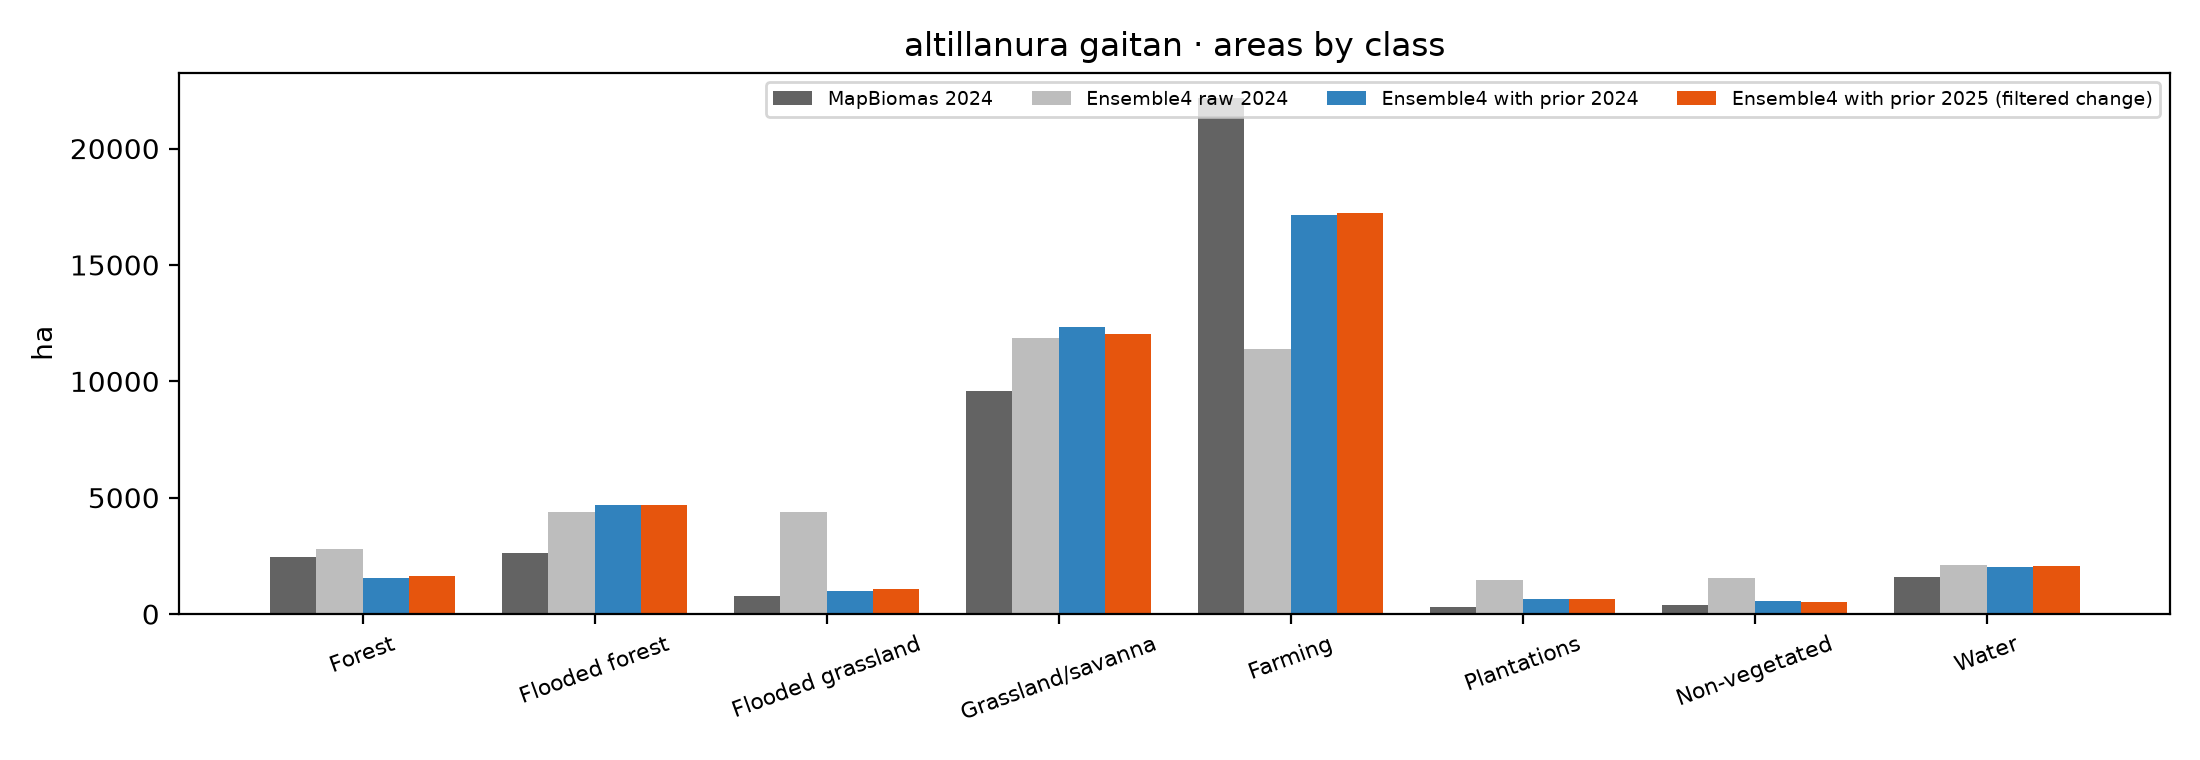 altillanura gaitan · areas by class
MapBiomas 2024
Ensemble4 raw 2024
Ensemble4 with prior 2024
Ensemble4 with prior 2025 (filtered change)
ha
20000
15000
10000
5000
0
Forest
Flooded forest
Flooded grassland
Grassland/savanna
Farming
Plantations
Non-vegetated
Water